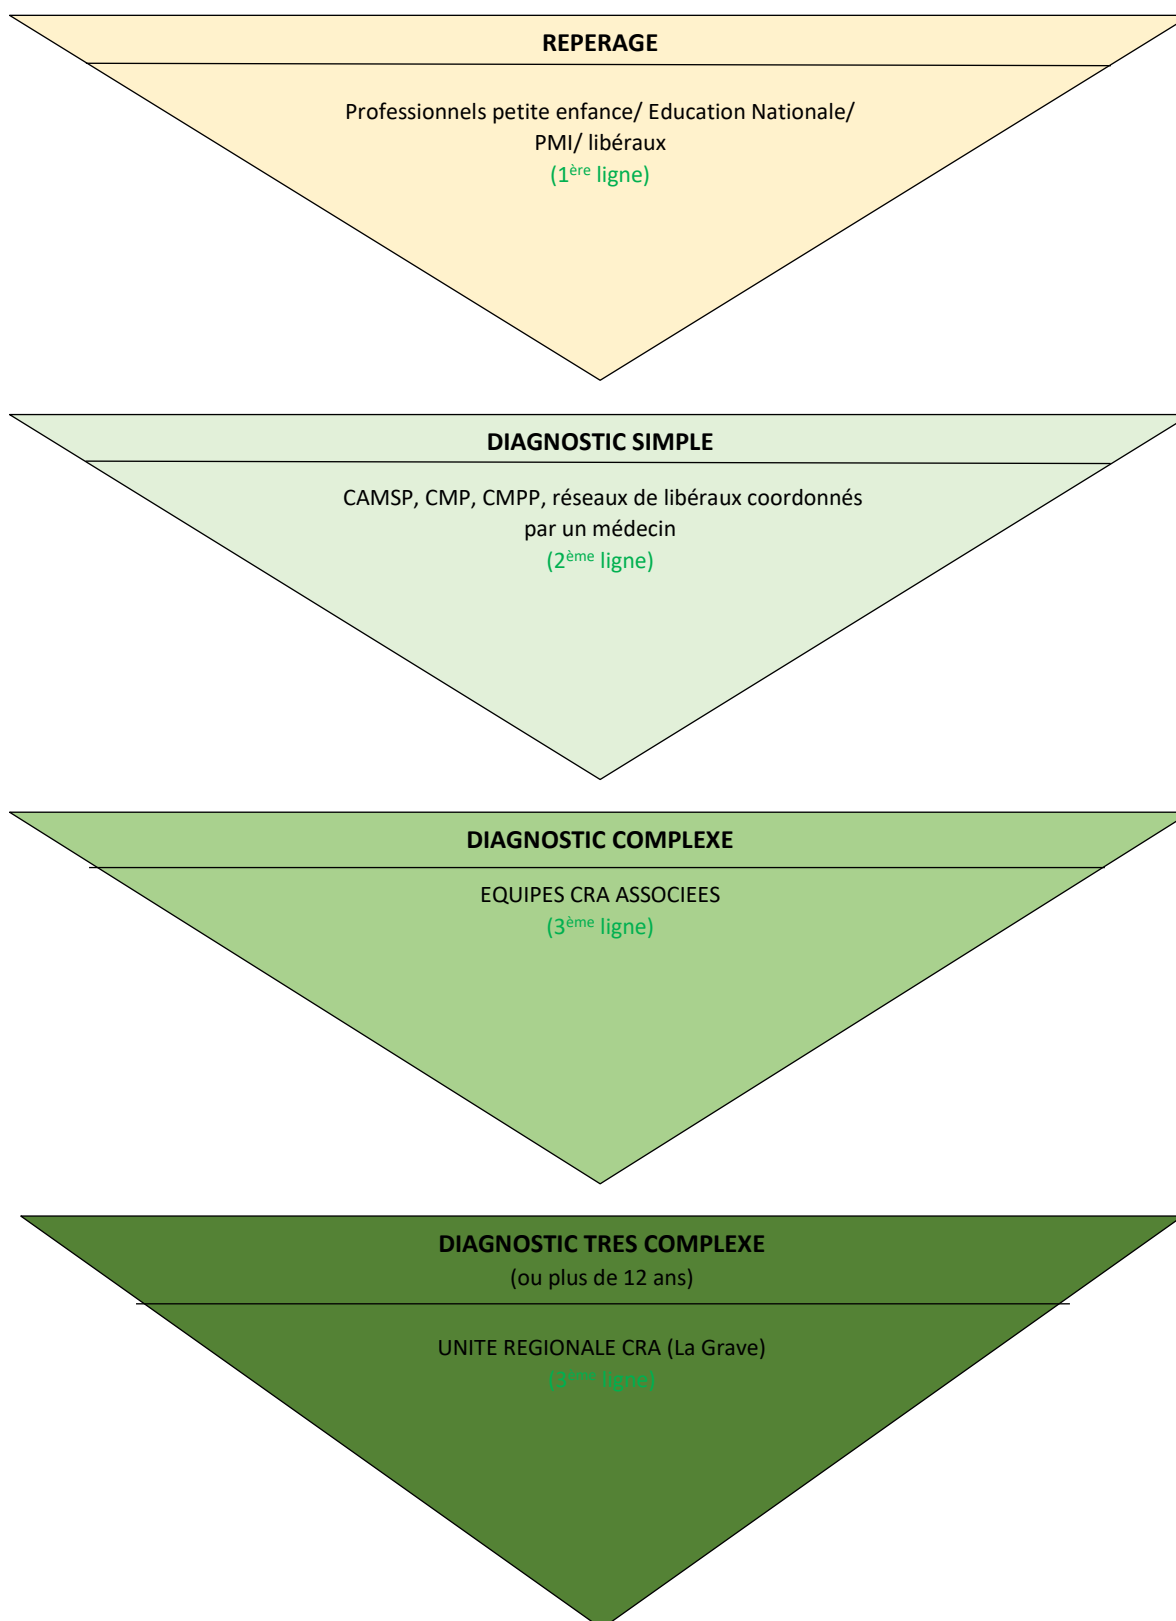 REPERAGE
Professionnels petite enfance/ Education Nationale/
PMI/ libéraux
(1ère ligne)
DIAGNOSTIC SIMPLE
CAMSP, CMP, CMPP, réseaux de libéraux coordonnés
par un médecin
(2ème ligne)
DIAGNOSTIC COMPLEXE
EQUIPES CRA ASSOCIEES
(3ème ligne)
DIAGNOSTIC TRES COMPLEXE
(ou plus de 12 ans)
UNITE REGIONALE CRA (La Grave)
(3ème ligne)